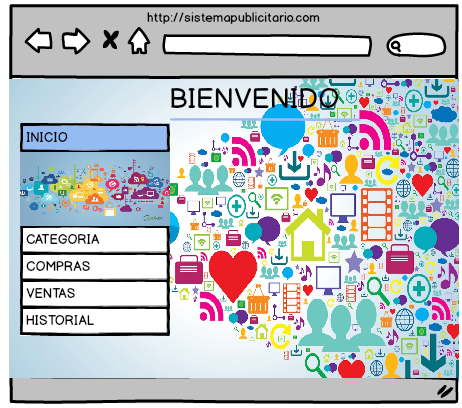 http://sistemapublicitario.com
BIENVENIDO
INICIO
CATEGORIA
COMPRAS
VENTAS
HISTORIAL